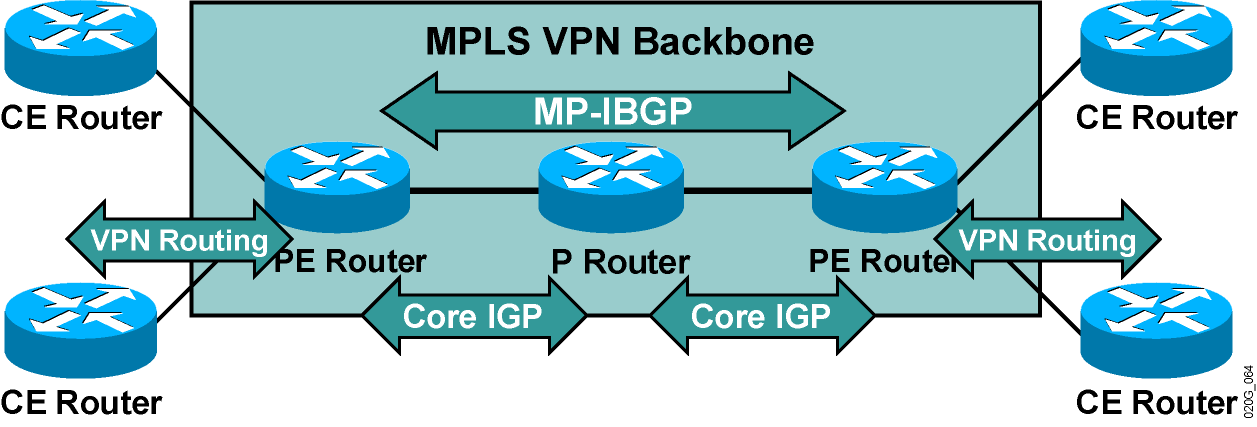 MPLS VPN Backbone
CE Router
CE Router
MP-IBGP
VPN Routing
VPN Routing
PE Router
P Router
PE Router
Core IGP
Core IGP
CE Router
CE Router
020G_064